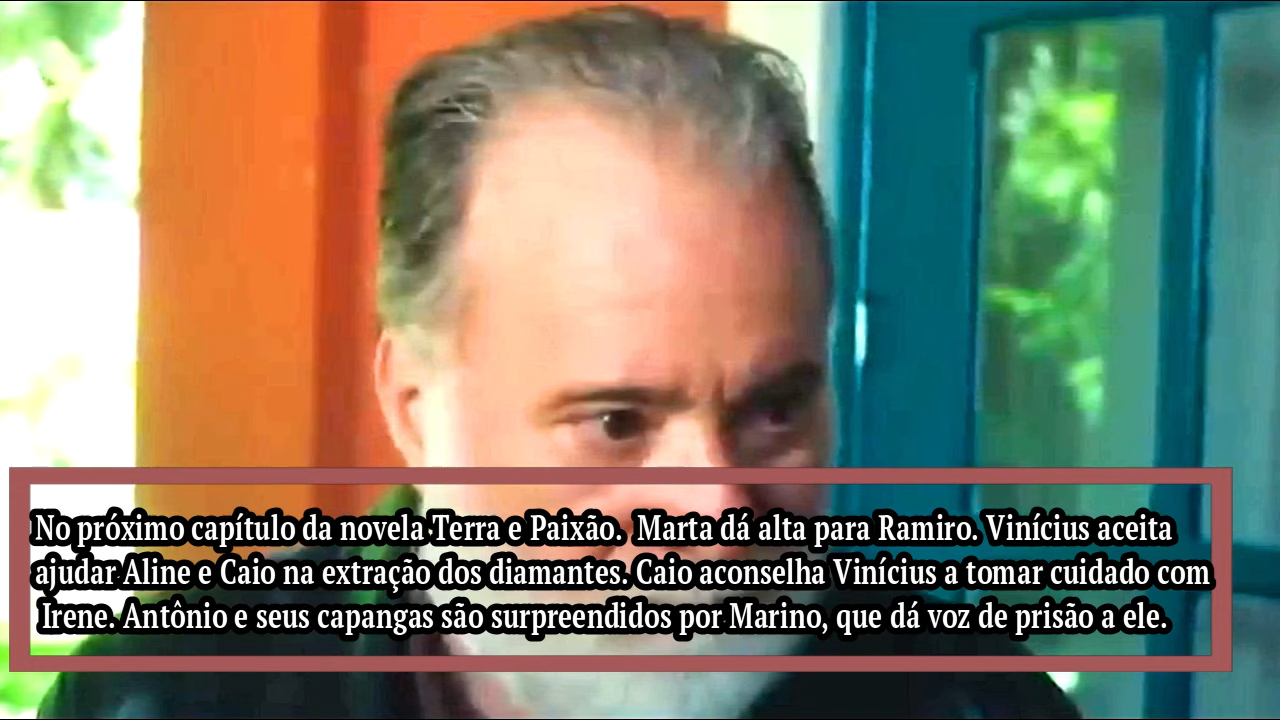 No próximo capítulo da novela Terra e Paixão.  Marta dá alta para Ramiro. Vinícius aceita
ajudar Aline e Caio na extração dos diamantes. Caio aconselha Vinícius a tomar cuidado com
Irene. Antônio e seus capangas são surpreendidos por Marino, que dá voz de prisão a ele.